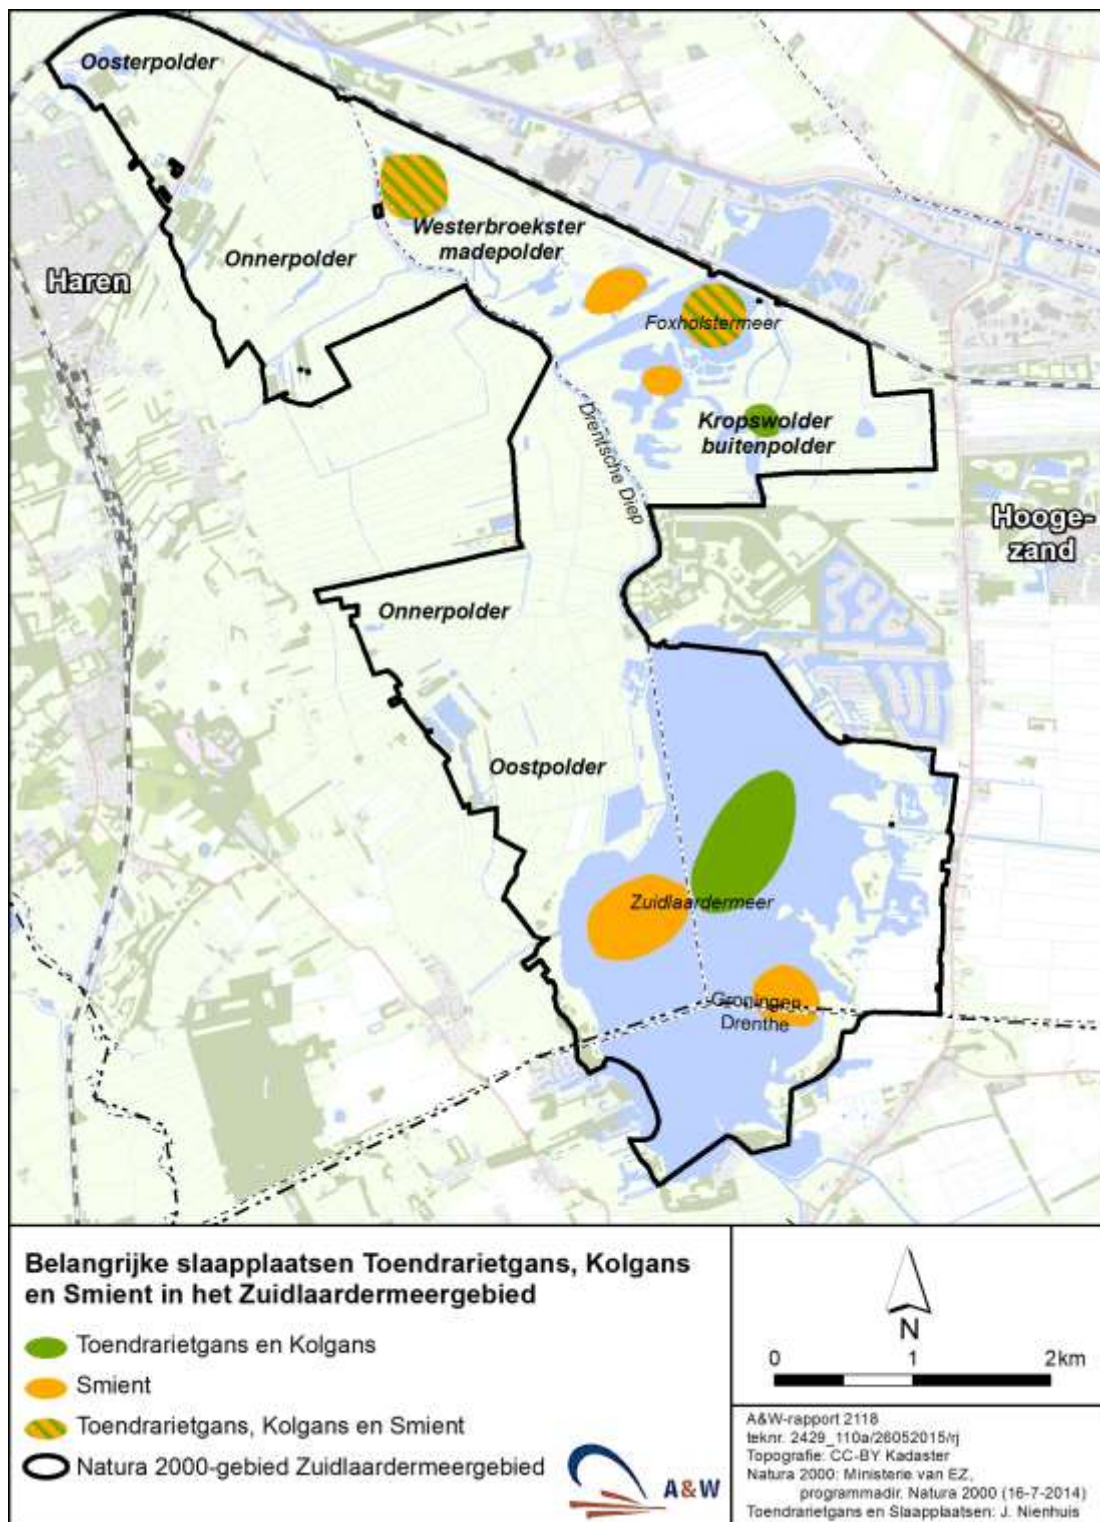 Oosterpolder
Westerbroekster
madepolder
Onnerpolder
Haren
Foxholstermeer
Kropswolder
buitenpolder
Drentsche Diep
Hooge-
zand
Onnerpolder
Oostpolder
Zuidlaardermeer
Groningen
Drenthe
Belangrijke slaapplaatsen Toendrarietgans, Kolgans
en Smient in het Zuidlaardermeergebied
Toendrarietgans en Kolgans
Smient
Toendrarietgans, Kolgans en Smient
Natura 2000-gebied Zuidlaardermeergebied
A&W
N
0 1 2km
A&W-rapport 2118
teknr. 2429_110a/26052015/rj
Topografie: CC-BY Kadaster
Natura 2000: Ministerie van EZ,
programmadir. Natura 2000 (16-7-2014)
Toendrarietgans en Slaapplaatsen: J. Nienhuis